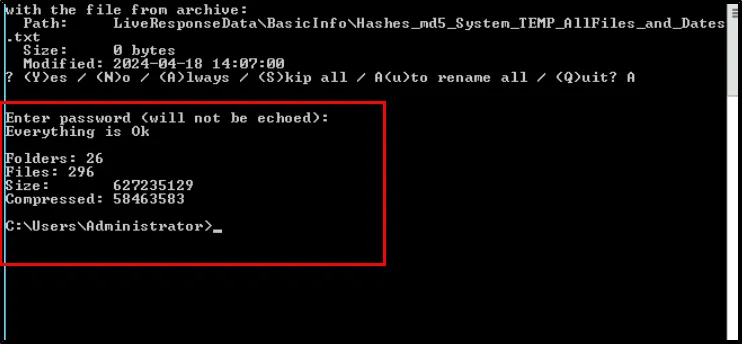 with the file from archive:
Path: LiveResponseData\BasicInfo\Hashes_md5_System_TEMP_AllFiles_and_Dates
.txt
Size: 0 bytes
Modified: 2024-04-18 14:07:00
? (Y)es / (N)o / (A)lways / (S)kip all / A(u)to rename all / (Q)uit? A
Enter password (will not be echoed):
Everything is Ok
Folders: 26
Files: 296
Size: 627235129
Compressed: 58463583
C:\Users\Administrator>_